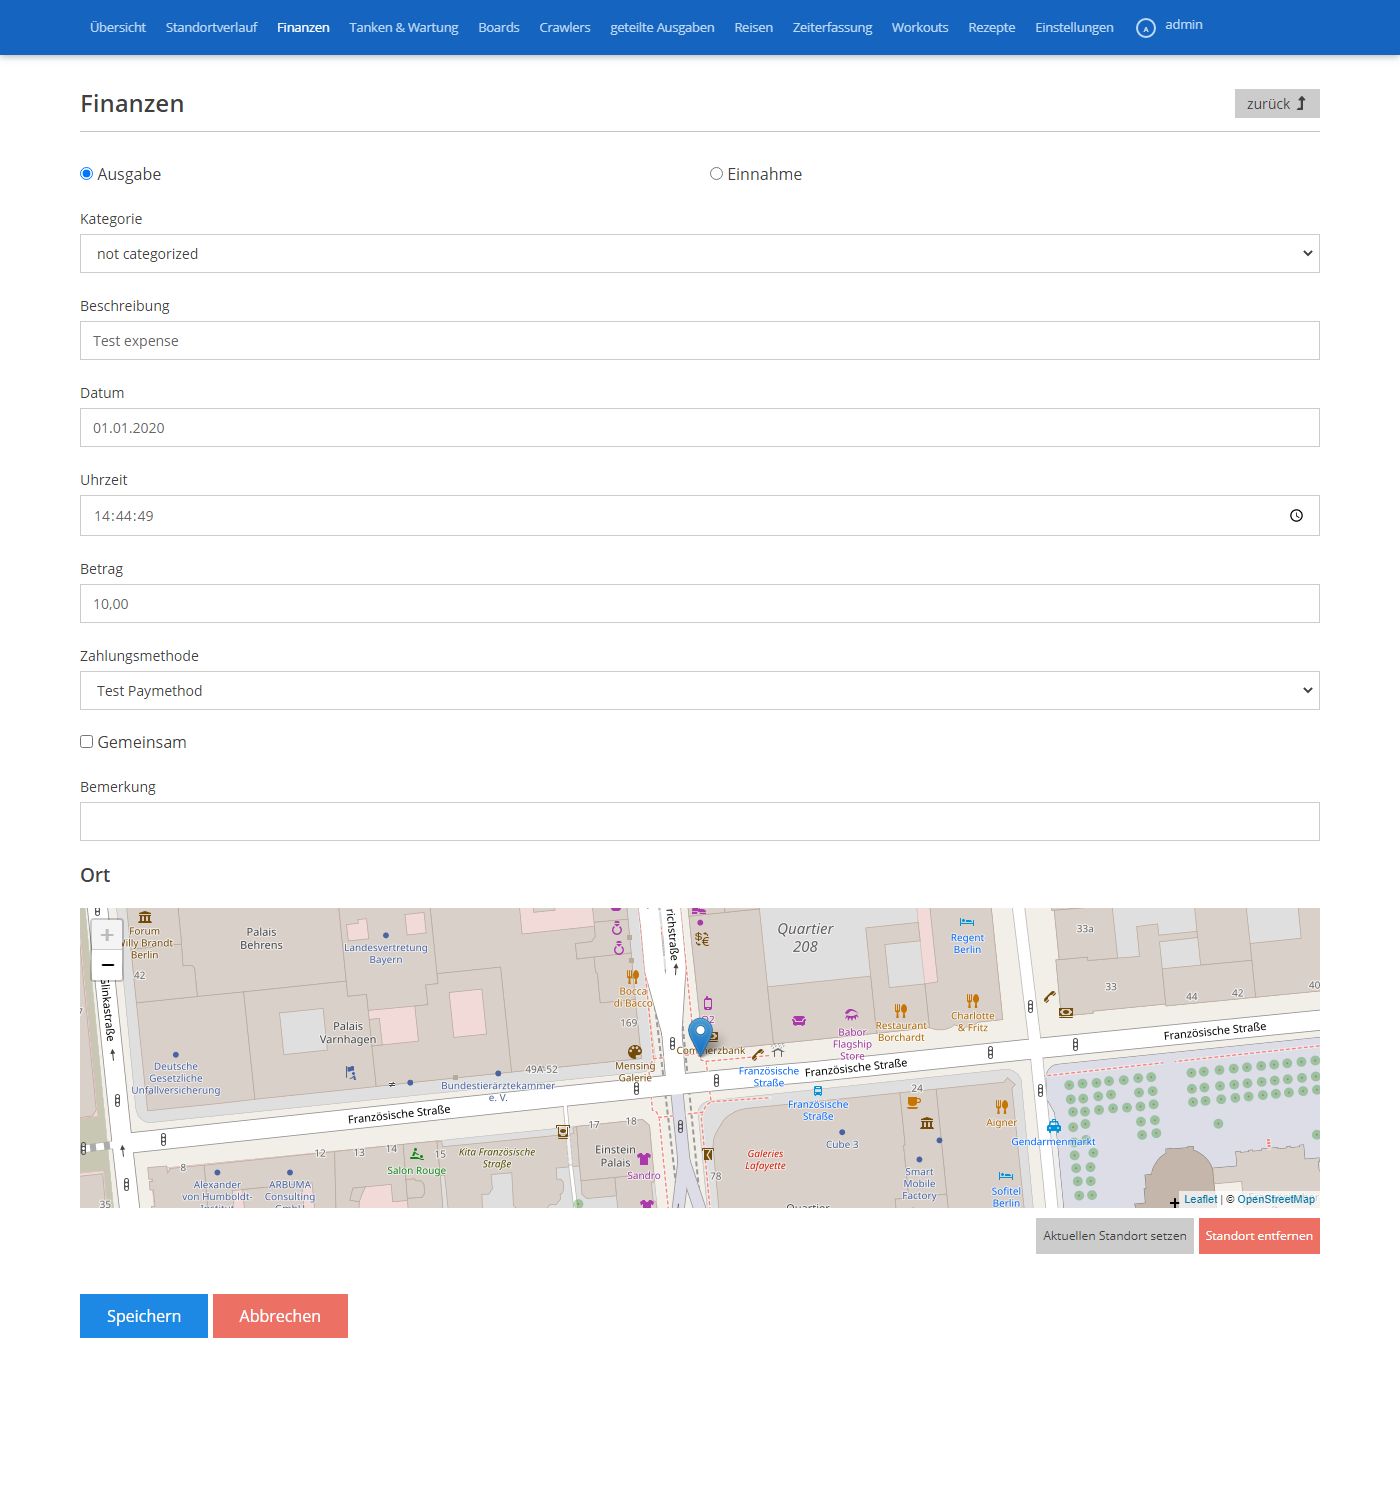 Übersicht Standortverlauf Finanzen Tanken & Wartung Boards Crawlers geteilte Ausgaben Reisen Zeiterfassung Workouts Rezepte Einstellungen A admin
Finanzen
zurück
Ausgabe
Einnahme
Kategorie
not categorized
Beschreibung
Test expense
Datum
01.01.2020
Uhrzeit
14:44:49
Betrag
10,00
Zahlungsmethode
Test Paymethod
Gemeinsam
Bemerkung
Ort
+
−
Forum
Willy Brandt
Berlin
42
Palais
Behrens
Landesvertretung
Bayern
Glinkastraße
Palais
Varnhagen
Deutsche
Gesetzliche
Unfallversicherung
Bundestierärztekammer
e. V.
49A 52
Bocca
di Bacco
169
Mensing
Galerie
richstraße
O2
Commerzbank
Quartier
208
Babor
Flagship
Store
Restaurant
Borchardt
Regent
Berlin
Charlotte
& Fritz
33a
33
44
42
40
Französische Straße
Französische Straße
Französische Straße
Französische
Straße
Französische
Straße
24
Cube 3
Aigner
Gendarmenmarkt
Smart
Mobile
Factory
Sofitel
Berlin
Galeries
Lafayette
78
Quartier
17
18
Einstein
Palais
Sandro
Kita Französische
Straße
15
14
13
12
8
Salon Rouge
Alexander
von Humboldt-
Institut
ARBUMA
Consulting
GmbH
35
Leaflet | © OpenStreetMap
Aktuellen Standort setzen
Standort entfernen
Speichern
Abbrechen